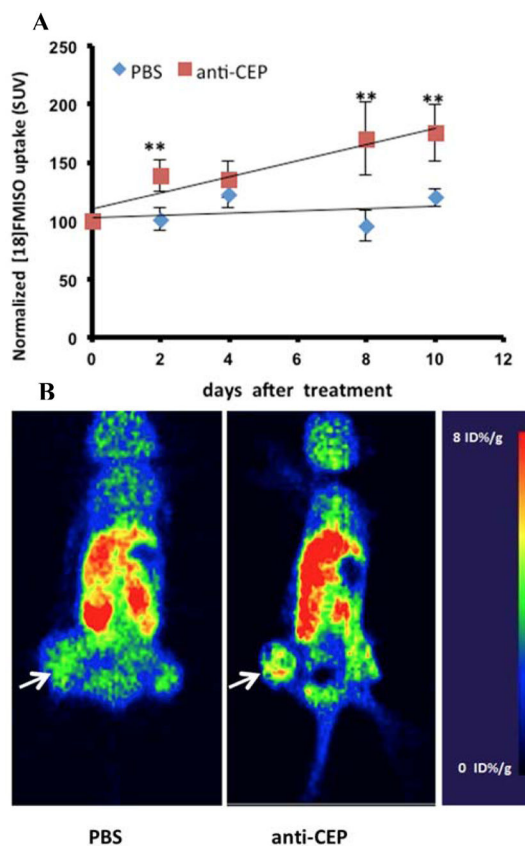 A
PBS anti-CEP
Normalized [18]FMISO uptake (SUV)
250
200
150
100
50
0
** ** **
0 2 4 6 8 10 12
days after treatment
B
8 ID%/g
0 ID%/g
PBS anti-CEP